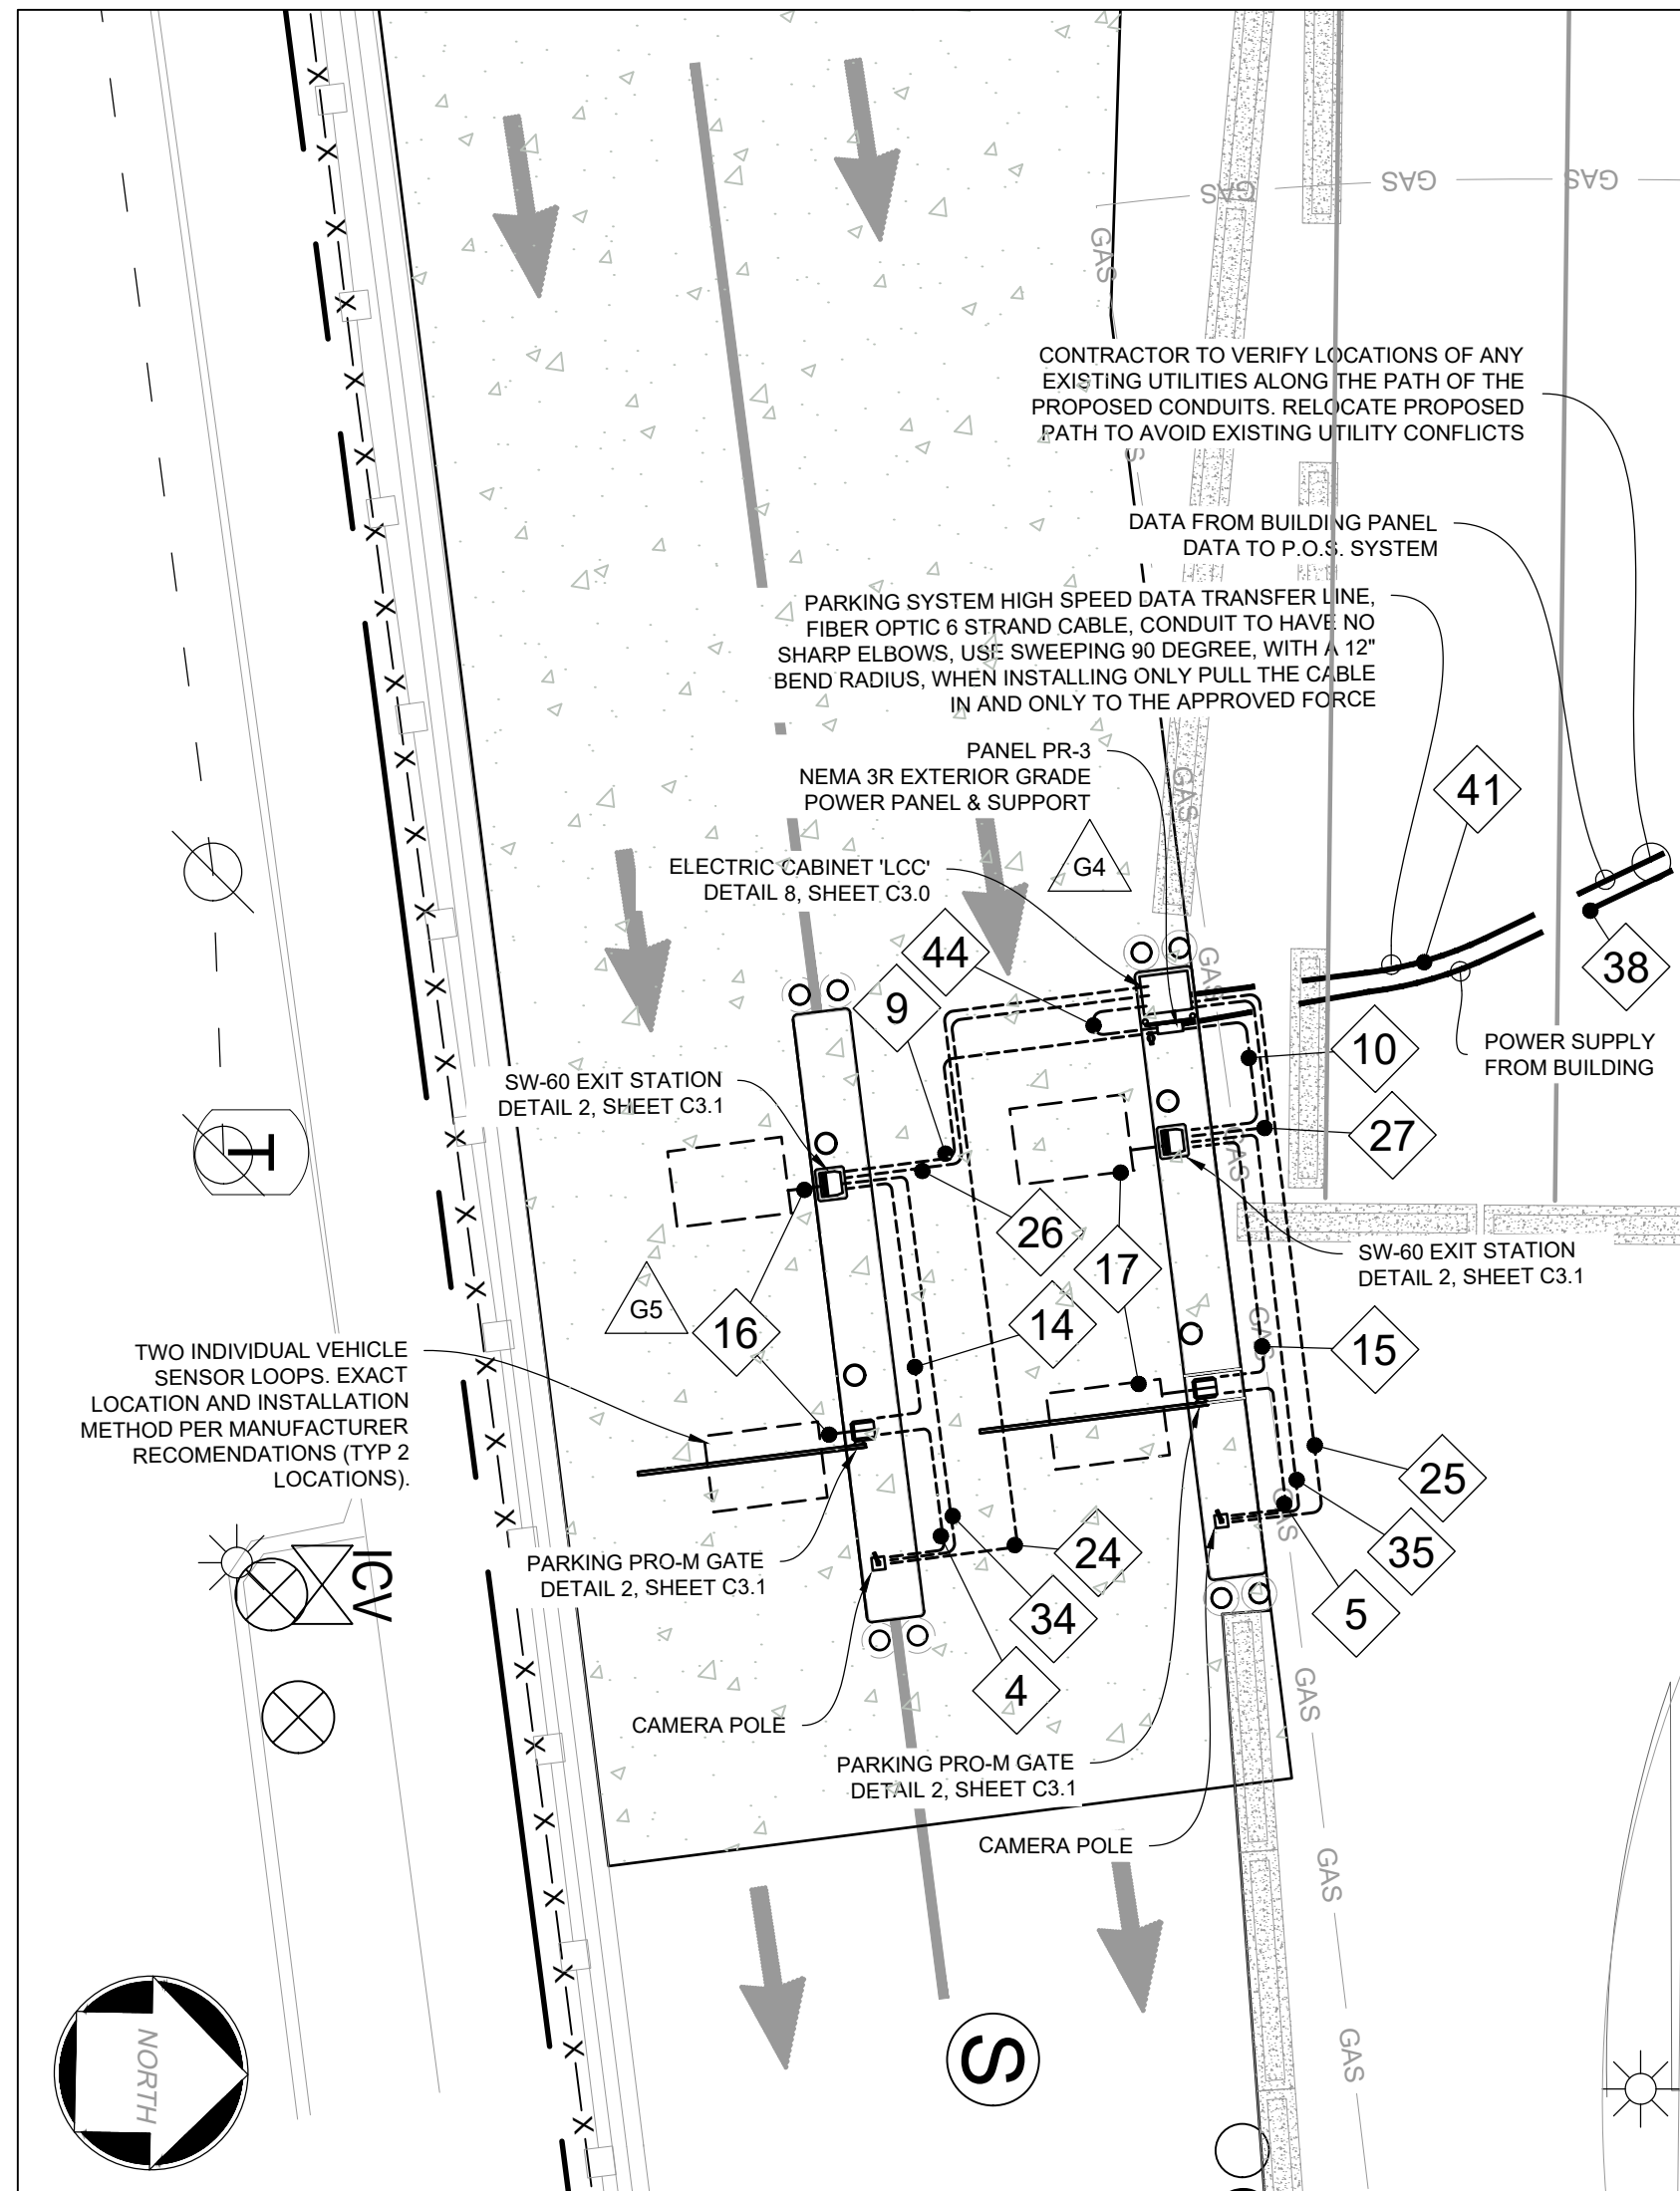 GAS
GAS
GAS
GAS
CONTRACTOR TO VERIFY LOCATIONS OF ANY
EXISTING UTILITIES ALONG THE PATH OF THE
PROPOSED CONDUITS. RELOCATE PROPOSED
PATH TO AVOID EXISTING UTILITY CONFLICTS
S
DATA FROM BUILDING PANEL
DATA TO P.O.S. SYSTEM
PARKING SYSTEM HIGH SPEED DATA TRANSFER LINE,
FIBER OPTIC 6 STRAND CABLE, CONDUIT TO HAVE NO
SHARP ELBOWS, USE SWEEPING 90 DEGREE, WITH A 12"
BEND RADIUS, WHEN INSTALLING ONLY PULL THE CABLE
IN AND ONLY TO THE APPROVED FORCE
PANEL PR-3
NEMA 3R EXTERIOR GRADE
POWER PANEL & SUPPORT
GAS
41
G4
ELECTRIC CABINET 'LCC'
DETAIL 8, SHEET C3.0
44
38
GAS
9
10
POWER SUPPLY
FROM BUILDING
SW-60 EXIT STATION
DETAIL 2, SHEET C3.1
T
27
GAS
26
SW-60 EXIT STATION
DETAIL 2, SHEET C3.1
17
G5
16
14
GAS
15
TWO INDIVIDUAL VEHICLE
SENSOR LOOPS. EXACT
LOCATION AND INSTALLATION
METHOD PER MANUFACTURER
RECOMENDATIONS (TYP 2
LOCATIONS).
25
GAS
PARKING PRO-M GATE
DETAIL 2, SHEET C3.1
24
35
ICV
34
5
4
GAS
CAMERA POLE
PARKING PRO-M GATE
DETAIL 2, SHEET C3.1
CAMERA POLE
GAS
S
GAS
NORTH